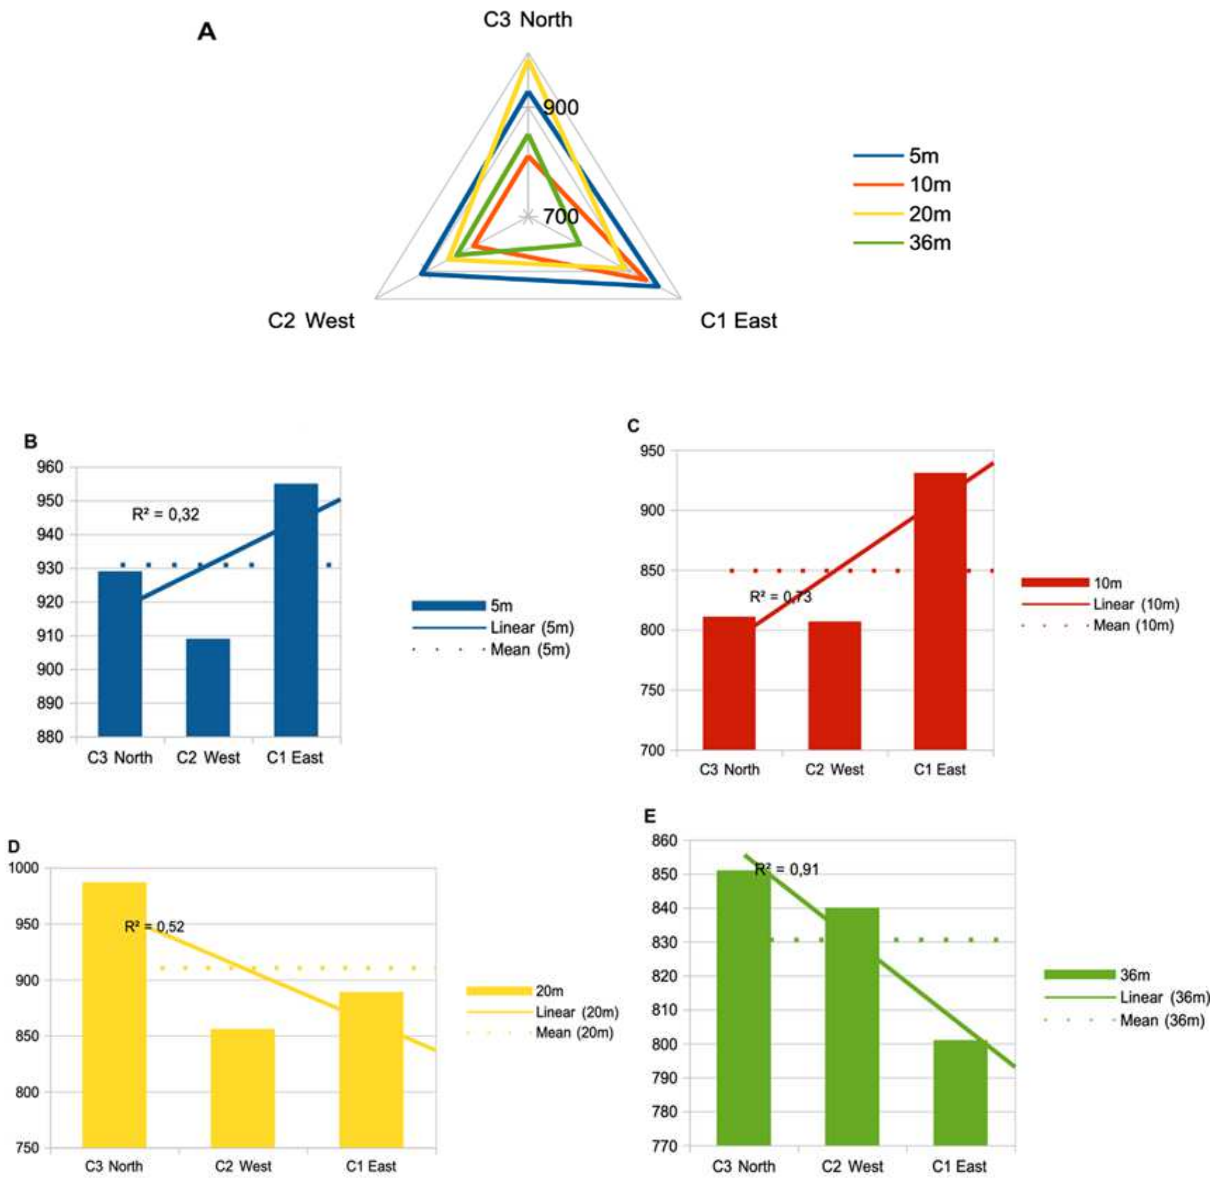 A
C3 North
900
700
C2 West
C1 East
5m
10m
20m
36m
B
960
950
940
930
920
910
900
890
880
R² = 0,32
C3 North C2 West C1 East
5m
Linear (5m)
Mean (5m)
C
950
900
850
800
750
700
R² = 0,73
C3 North C2 West C1 East
10m
Linear (10m)
Mean (10m)
D
1000
950
900
850
800
750
R² = 0,52
C3 North C2 West C1 East
20m
Linear (20m)
Mean (20m)
E
860
850
840
830
820
810
800
790
780
770
R² = 0,91
C3 North C2 West C1 East
36m
Linear (36m)
Mean (36m)